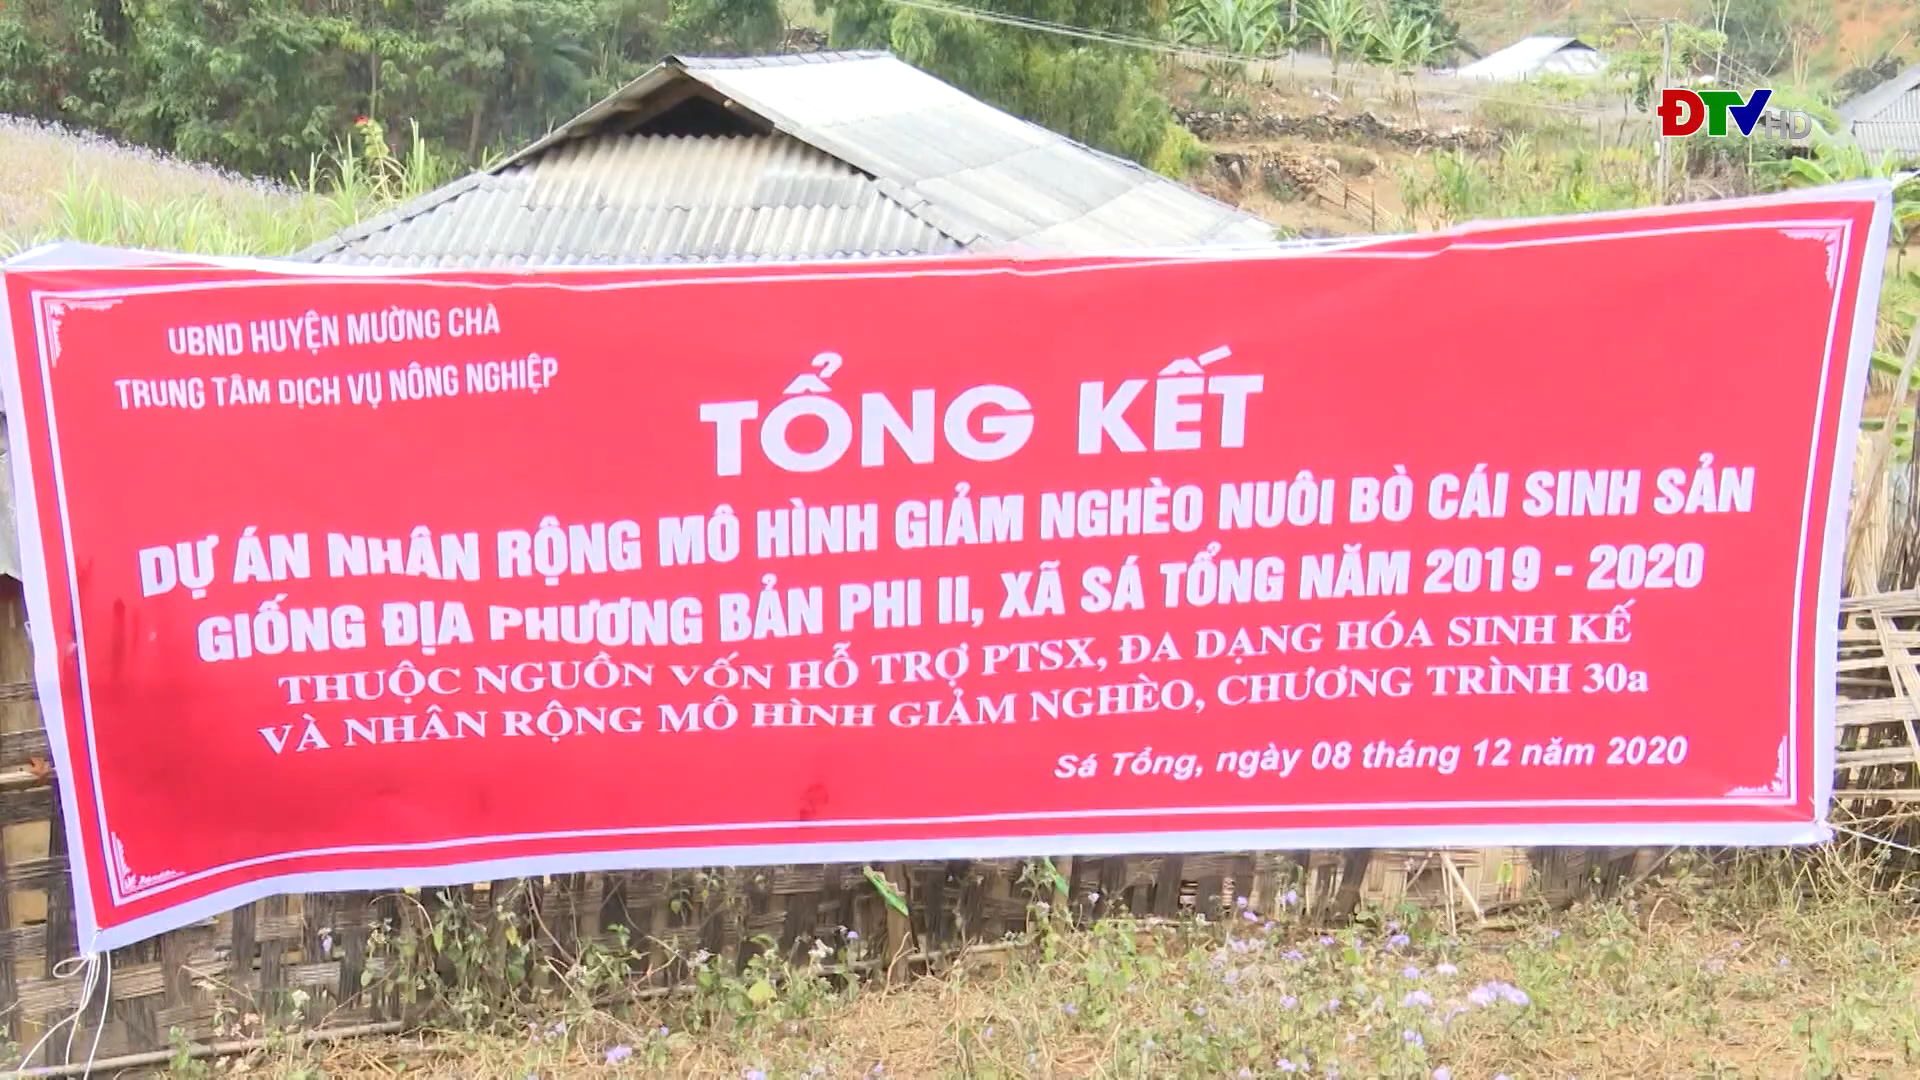 ĐTV HD
UBND HUYỆN MƯỜNG CHÀ
TRUNG TÂM DỊCH VỤ NÔNG NGHIỆP
TỔNG KẾT
DỰ ÁN NHÂN RỘNG MÔ HÌNH GIẢM NGHÈO NUÔI BÒ CÁI SINH SẢN
GIỐNG ĐỊA PHƯƠNG BẢN PHI II, XÃ SÁ TỔNG NĂM 2019 - 2020
THUỘC NGUỒN VỐN HỖ TRỢ PTSX, ĐA DẠNG HÓA SINH KẾ
VÀ NHÂN RỘNG MÔ HÌNH GIẢM NGHÈO, CHƯƠNG TRÌNH 30a
Sá Tổng, ngày 08 tháng 12 năm 2020